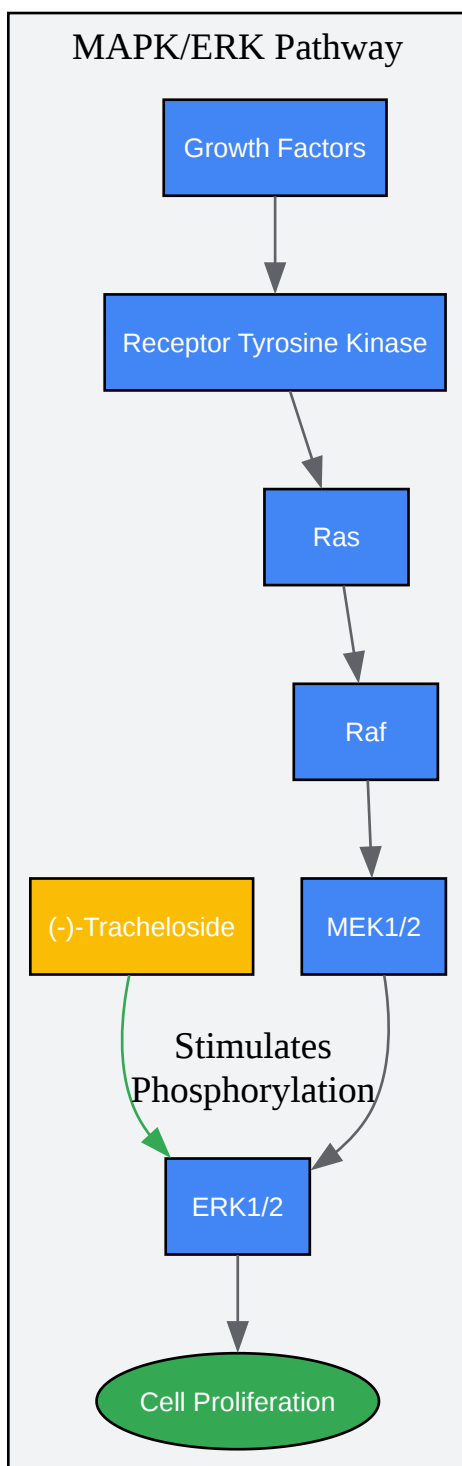 MAPK/ERK Pathway
Growth Factors
Receptor Tyrosine Kinase
Ras
Raf
(-)-Tracheloside
MEK1/2
Stimulates
Phosphorylation
ERK1/2
Cell Proliferation